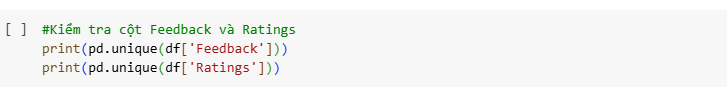 [ ] #Kiểm tra cột Feedback và Ratings
print(pd.unique(df['Feedback']))
print(pd.unique(df['Ratings']))